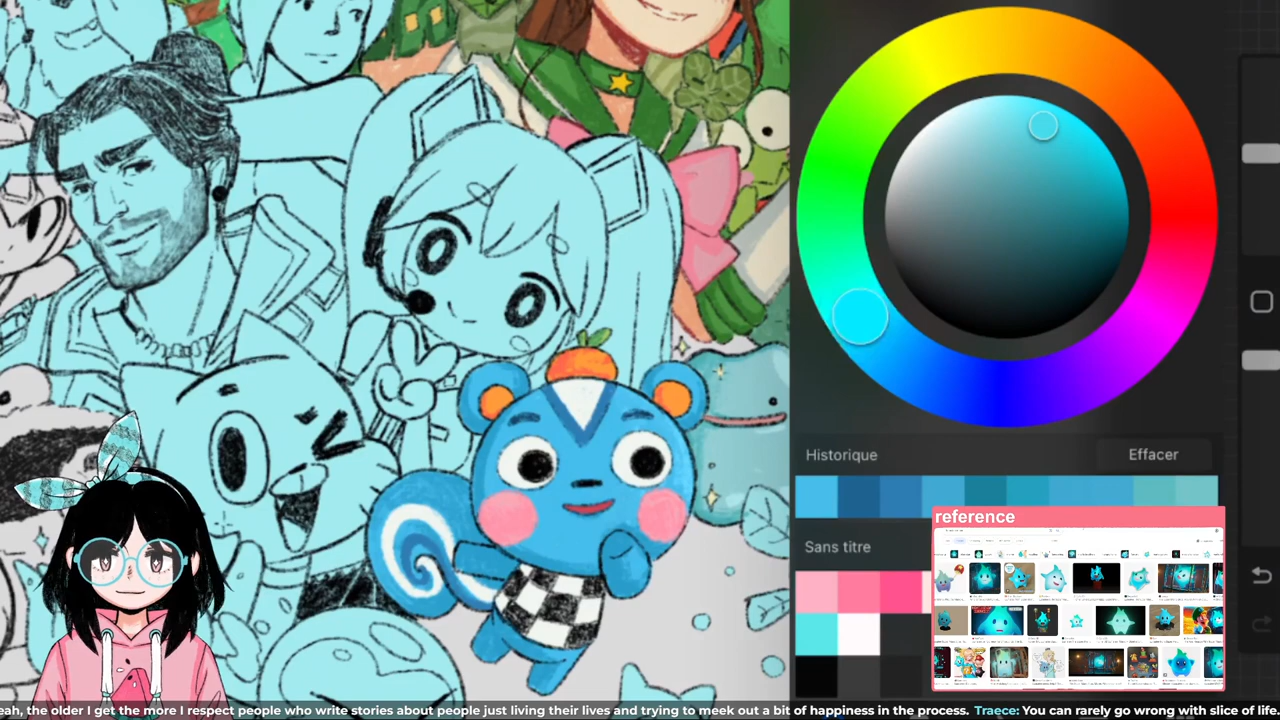 Historique
Effacer
reference
Sans titre
eah, the older I get the more I respect people who write stories about people just living their lives and trying to meek out a bit of happiness in the process. Traece: You can rarely go wrong with slice of life.